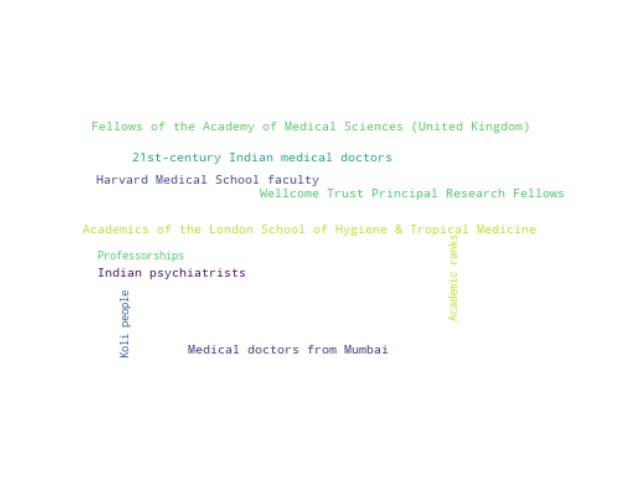 Fellows of the Academy of Medical Sciences (United Kingdom)
21st-century Indian medical doctors
Harvard Medical School faculty
Wellcome Trust Principal Research Fellows
Academics of the London School of Hygiene & Tropical Medicine
Academic ranks
Professorships
Indian psychiatrists
Koli people
Medical doctors from Mumbai